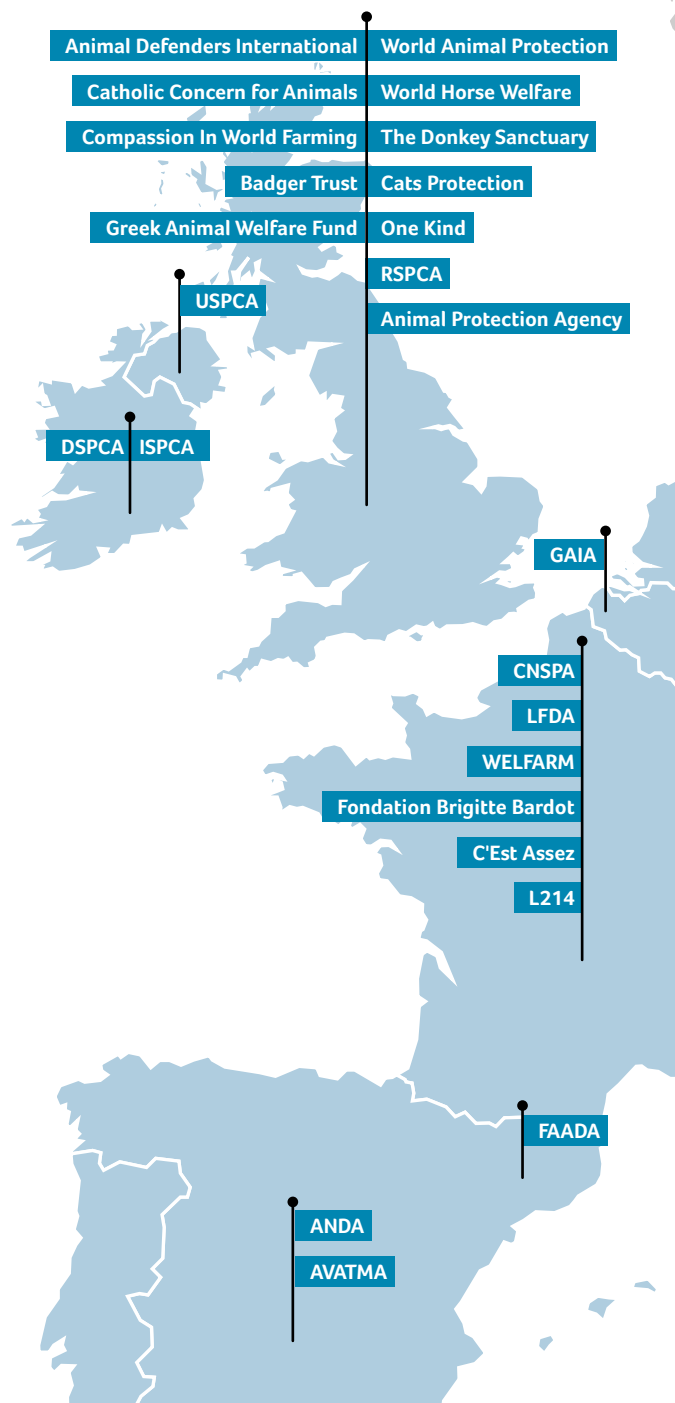 Animal Defenders International
World Animal Protection
Catholic Concern for Animals
World Horse Welfare
Compassion In World Farming
The Donkey Sanctuary
Badger Trust
Cats Protection
Greek Animal Welfare Fund
One Kind
RSPCA
Animal Protection Agency
USPCA
DSPCA
ISPCA
GAIA
CNSPA
LFDA
WELFARM
Fondation Brigitte Bardot
C'Est Assez
L214
FAADA
ANDA
AVATMA